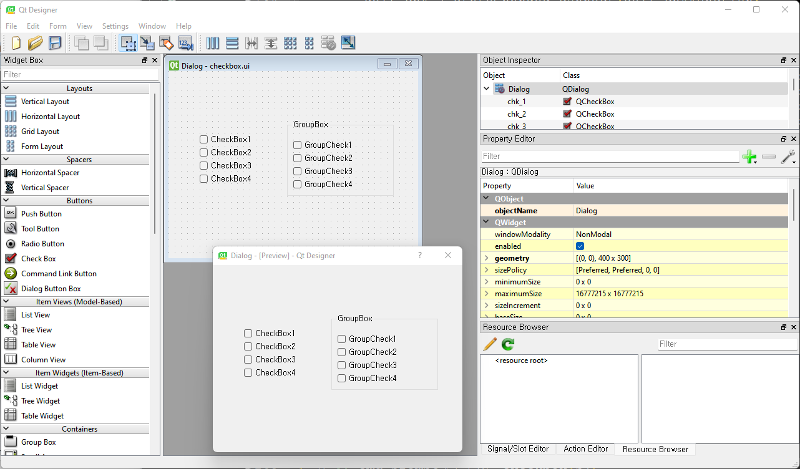 Qt Designer
File Edit Form View Settings Window Help
Widget Box
Filter
Layouts
Vertical Layout
Horizontal Layout
Grid Layout
Form Layout
Spacers
Horizontal Spacer
Vertical Spacer
Buttons
Push Button
Tool Button
Radio Button
Check Box
Command Link Button
Dialog Button Box
Item Views (Model-Based)
List View
Tree View
Table View
Column View
Item Widgets (Item-Based)
List Widget
Tree Widget
Table Widget
Containers
Group Box
Dialog - checkbox.ui
CheckBox1
CheckBox2
CheckBox3
CheckBox4
GroupBox
GroupCheck1
GroupCheck2
GroupCheck3
GroupCheck4
Dialog - [Preview] - Qt Designer
CheckBox1
CheckBox2
CheckBox3
CheckBox4
GroupBox
GroupCheck1
GroupCheck2
GroupCheck3
GroupCheck4
Object Inspector
Object Class
Dialog QDialog
chk_1 QCheckBox
chk_2 QCheckBox
chk_3 QCheckBox
Property Editor
Filter
Dialog : QDialog
Property Value
QObject
objectName Dialog
QWidget
windowModality NonModal
enabled
geometry [(0, 0), 400 x 300]
sizePolicy [Preferred, Preferred, 0, 0]
minimumSize 0 x 0
maximumSize 16777215 x 16777215
sizeIncrement 0 x 0
baseSize 0 x 0
Resource Browser
Filter
<resource root>
Signal/Slot Editor Action Editor Resource Browser